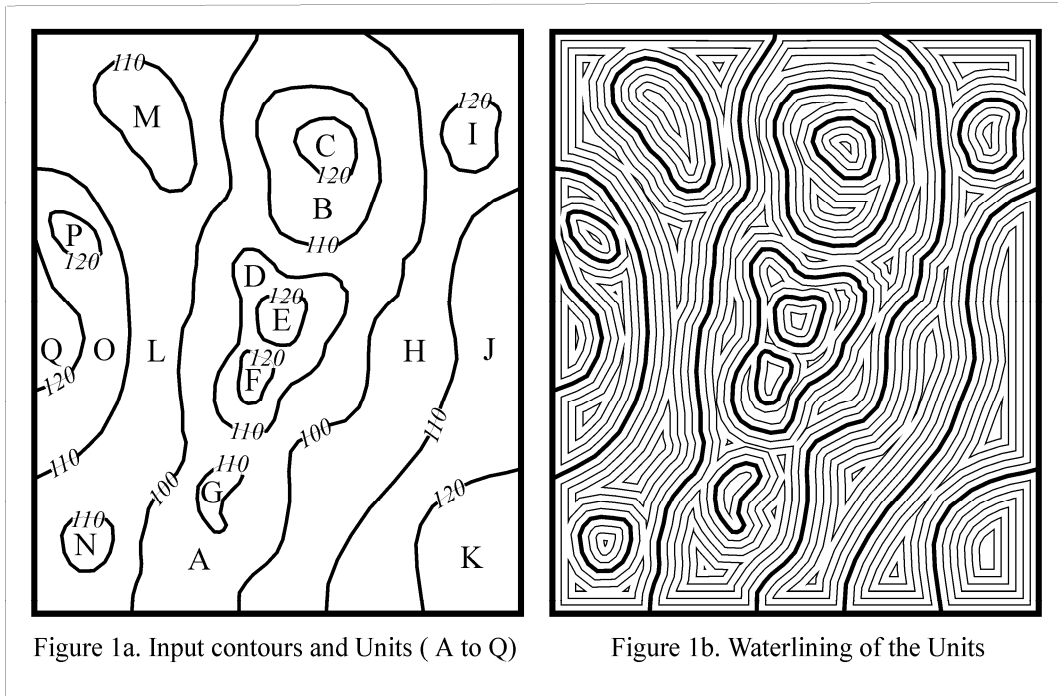 110
M
120
I
C
120
B
110
P
120
D
120
E
Q
O
L
120
F
H
J
120
110
100
110
110
110
100
G
120
110
N
A
K
Figure 1a. Input contours and Units ( A to Q)
Figure 1b. Waterlining of the Units